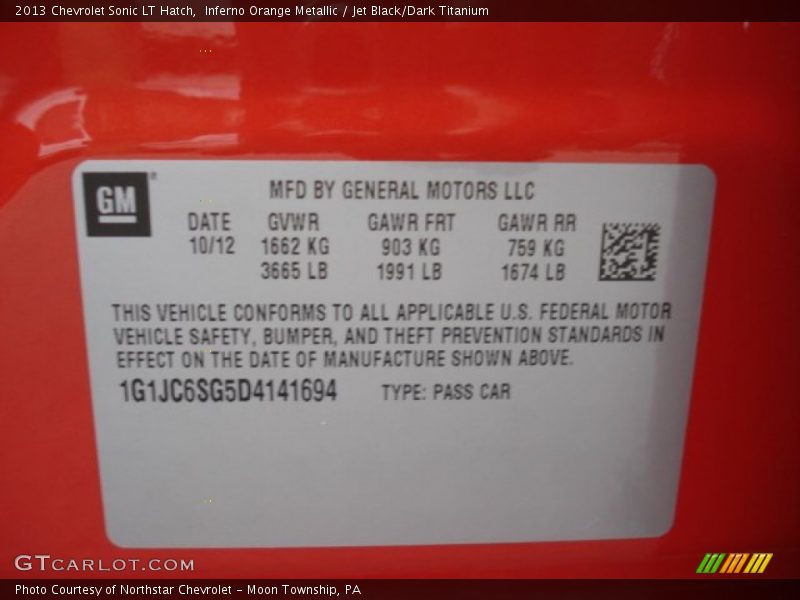 2013 Chevrolet Sonic LT Hatch,  Inferno Orange Metallic / Jet Black/Dark Titanium
GM®
MFD BY GENERAL MOTORS LLC
DATE GVWR GAWR FRT GAWR RR
10/12 1662 KG 903 KG 759 KG
3665 LB 1991 LB 1674 LB
THIS VEHICLE CONFORMS TO ALL APPLICABLE U.S. FEDERAL MOTOR
VEHICLE SAFETY, BUMPER, AND THEFT PREVENTION STANDARDS IN
EFFECT ON THE DATE OF MANUFACTURE SHOWN ABOVE.
1G1JC6SG5D4141694 TYPE: PASS CAR
GTCARLOT.COM
Photo Courtesy of Northstar Chevrolet - Moon Township, PA